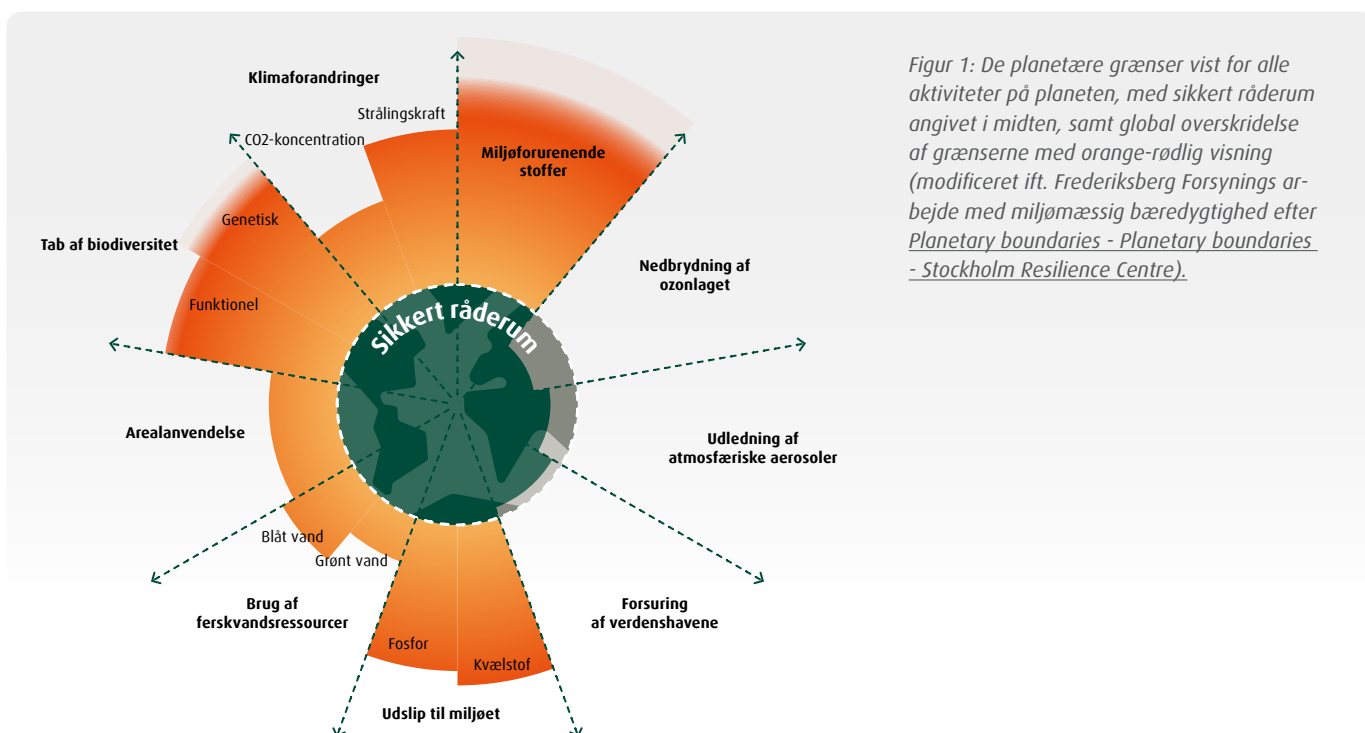 Klimaforandringer
Strålingskraft
CO2-koncentration
Miljøforurenende
stoffer
Genetisk
Tab af biodiversitet
Funktionel
Nedbrydning af
ozonlaget
Sikkert råderum
Arealanvendelse
Udledning af
atmosfæriske aerosoler
Blåt vand
Grønt vand
Brug af
ferskvandsressourcer
Forsuring
af verdenshavene
Fosfor
Kvælstof
Udslip til miljøet
Figur 1: De planetære grænser vist for alle
aktiviteter på planeten, med sikkert råderum
angivet i midten, samt global overskridelse
af grænserne med orange-rødlig visning
(modificeret ift. Frederiksberg Forsynings ar-
bejde med miljømæssig bæredygtighed efter
Planetary boundaries - Planetary boundaries
- Stockholm Resilience Centre).